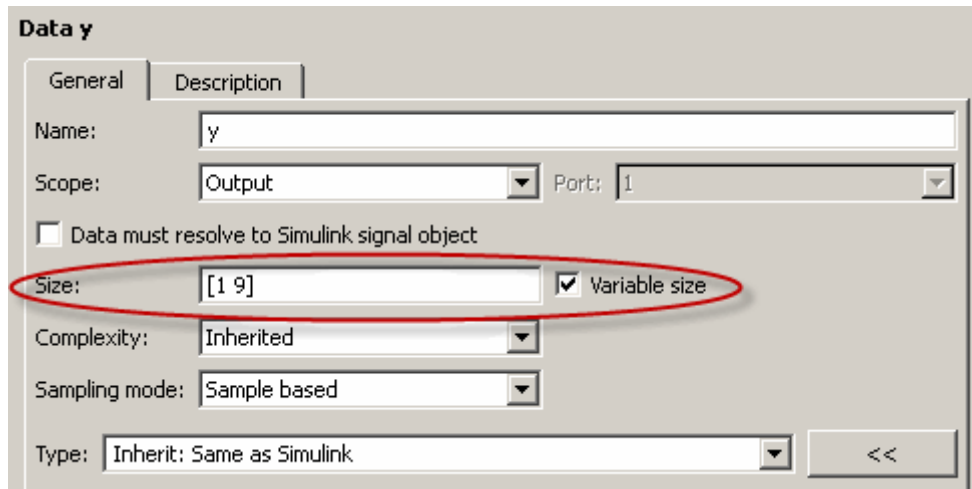 Data y
General Description
Name: y
Scope: Output Port: 1
Data must resolve to Simulink signal object
Size: [1 9] Variable size
Complexity: Inherited
Sampling mode: Sample based
Type: Inherit: Same as Simulink <<